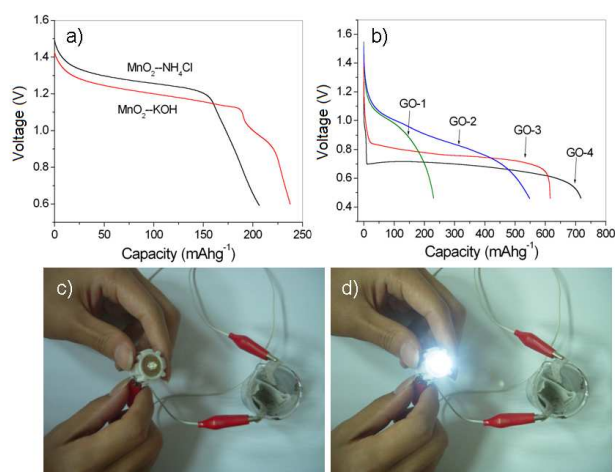 a)
1.6
1.4
1.2
1.0
0.8
0.6
Voltage (V)
MnO₂--NH₄Cl
MnO₂--KOH
0 50 100 150 200 250
Capacity (mAhg⁻¹)
b)
1.6
1.4
1.2
1.0
0.8
0.6
0.4
Voltage (V)
GO-1
GO-2
GO-3
GO-4
0 100 200 300 400 500 600 700 800
Capacity (mAhg⁻¹)
c)
d)